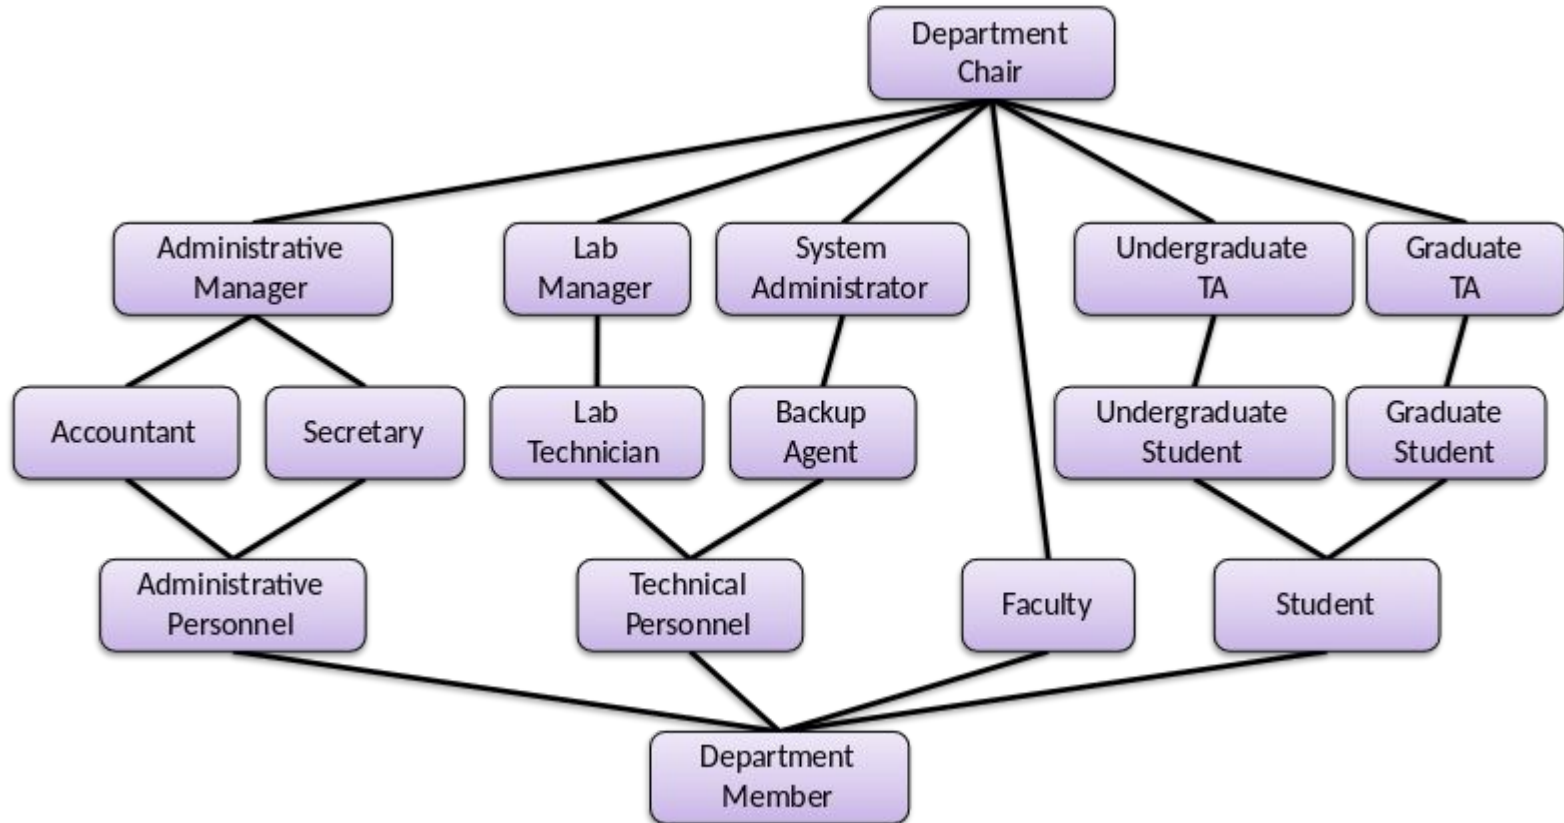 Department
Chair
Administrative
Manager
Lab
Manager
System
Administrator
Undergraduate
TA
Graduate
TA
Accountant
Secretary
Lab
Technician
Backup
Agent
Undergraduate
Student
Graduate
Student
Administrative
Personnel
Technical
Personnel
Faculty
Student
Department
Member